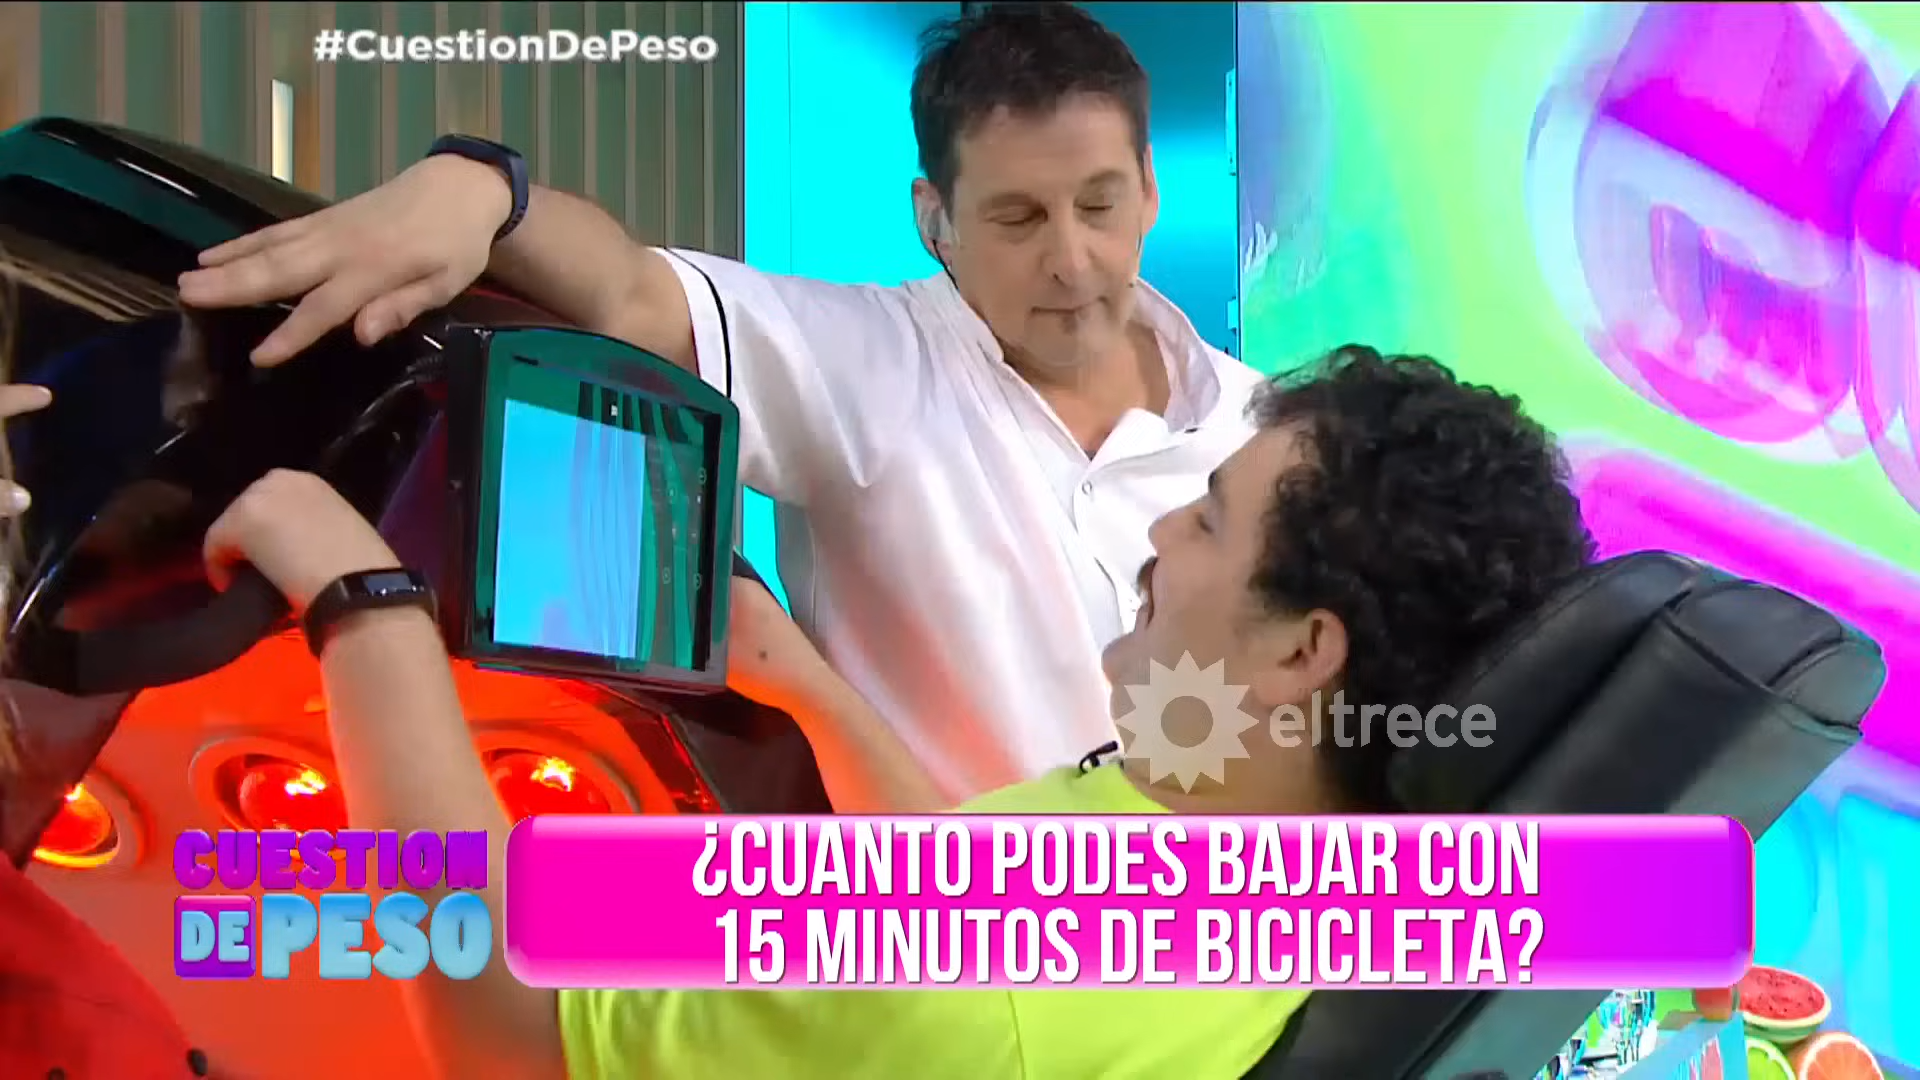 #CuestionDePeso
eltrece
CUESTION
DE PESO
¿CUANTO PODES BAJAR CON
15 MINUTOS DE BICICLETA?